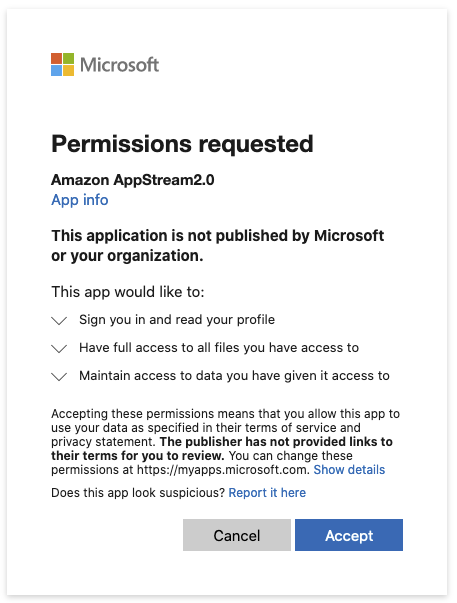 Microsoft
Permissions requested
Amazon AppStream2.0
App info
This application is not published by Microsoft
or your organization.
This app would like to:
Sign you in and read your profile
Have full access to all files you have access to
Maintain access to data you have given it access to
Accepting these permissions means that you allow this app to
use your data as specified in their terms of service and
privacy statement. The publisher has not provided links to
their terms for you to review. You can change these
permissions at https://myapps.microsoft.com. Show details
Does this app look suspicious? Report it here
Cancel Accept